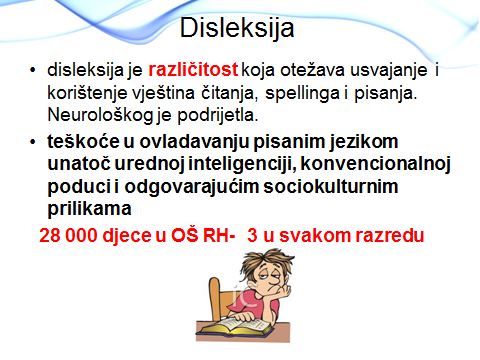 Disleksija
• disleksija je različitost koja otežava usvajanje i
korištenje vještina čitanja, spellinga i pisanja.
Neurološkog je podrijetla.
• teškoće u ovladavanju pisanim jezikom
unatoč urednoj inteligenciji, konvencionalnoj
poduci i odgovarajućim sociokulturnim
prilikama
28 000 djece u OŠ RH- 3 u svakom razredu